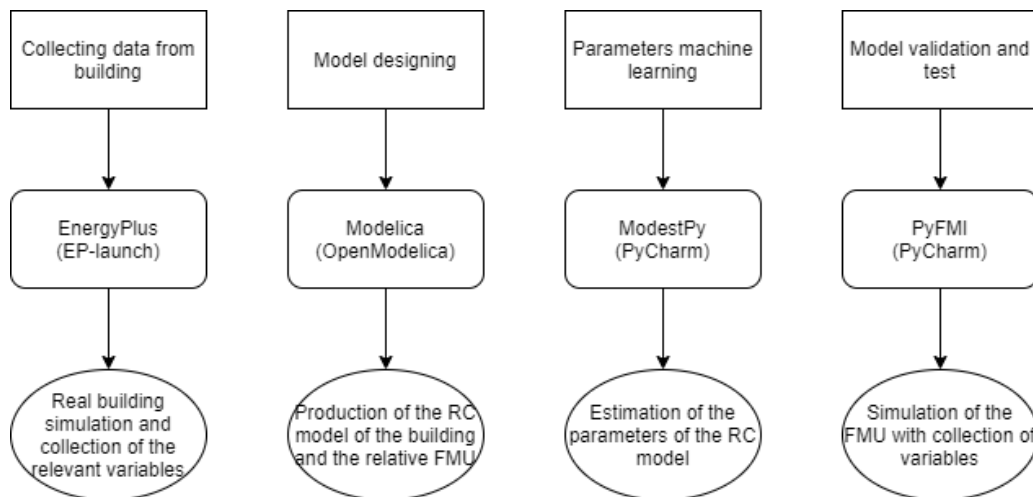 Collecting data from
building
Model designing
Parameters machine
learning
Model validation and
test
EnergyPlus
(EP-launch)
Modelica
(OpenModelica)
ModestPy
(PyCharm)
PyFMI
(PyCharm)
Real building
simulation and
collection of the
relevant variables
Production of the RC
model of the building
and the relative FMU
Estimation of the
parameters of the RC
model
Simulation of the
FMU with collection of
variables